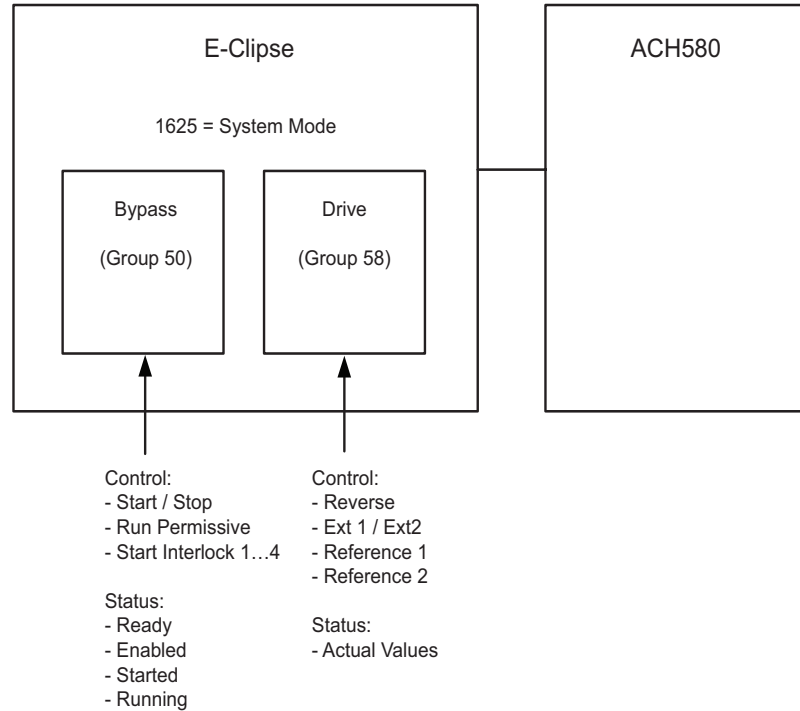 E-Clipse
ACH580
1625 = System Mode
Bypass
(Group 50)
Drive
(Group 58)
Control:
- Start / Stop
- Run Permissive
- Start Interlock 1…4
Status:
- Ready
- Enabled
- Started
- Running
Control:
- Reverse
- Ext 1 / Ext2
- Reference 1
- Reference 2
Status:
- Actual Values